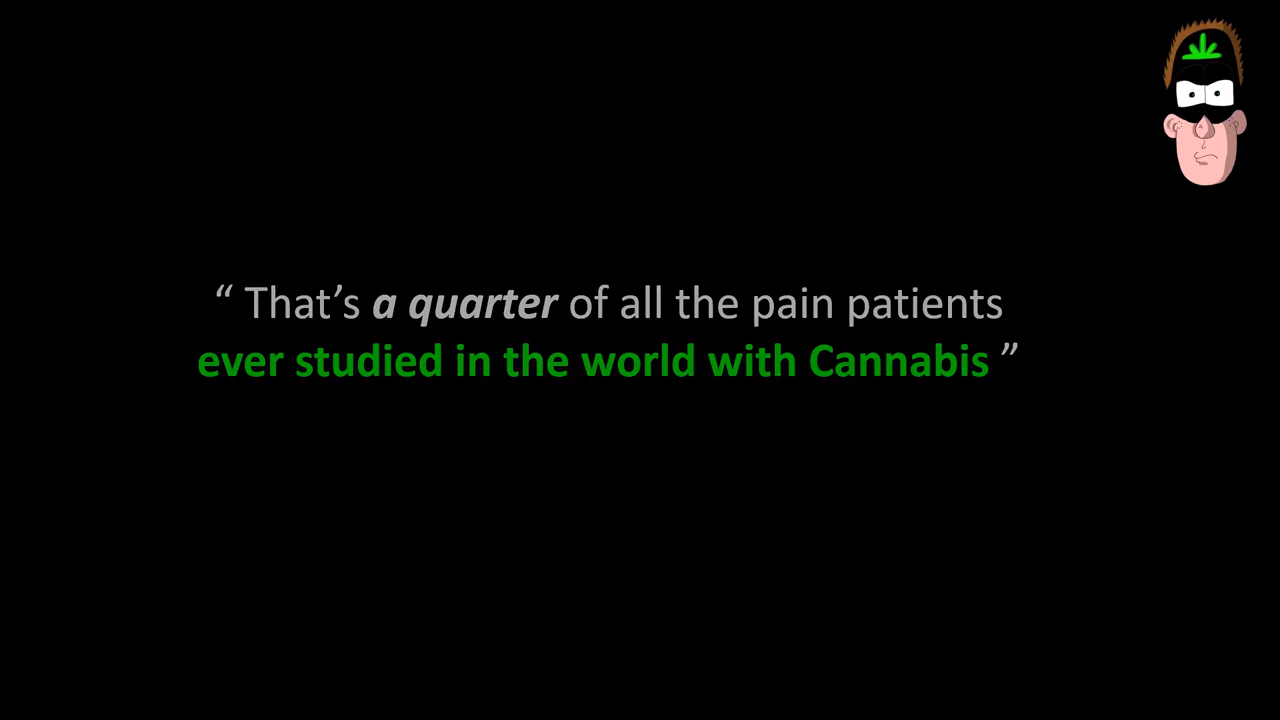 “ That’s a quarter of all the pain patients
ever studied in the world with Cannabis ”